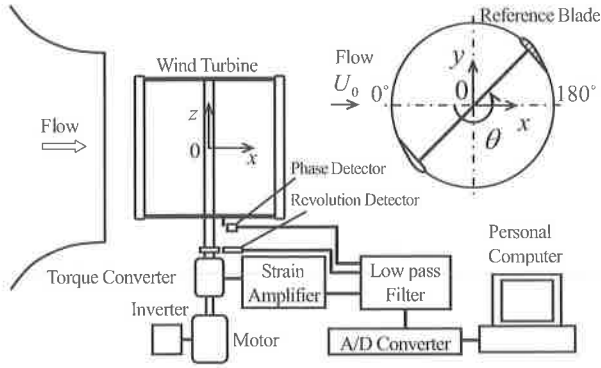 Reference Blade
Wind Turbine
Flow
U₀
0°
y
0
x
θ
180°
Flow
z
0
x
Phase Detector
Revolution Detector
Personal
Computer
Torque Converter
Strain
Amplifier
Low pass
Filter
Inverter
Motor
A/D Converter